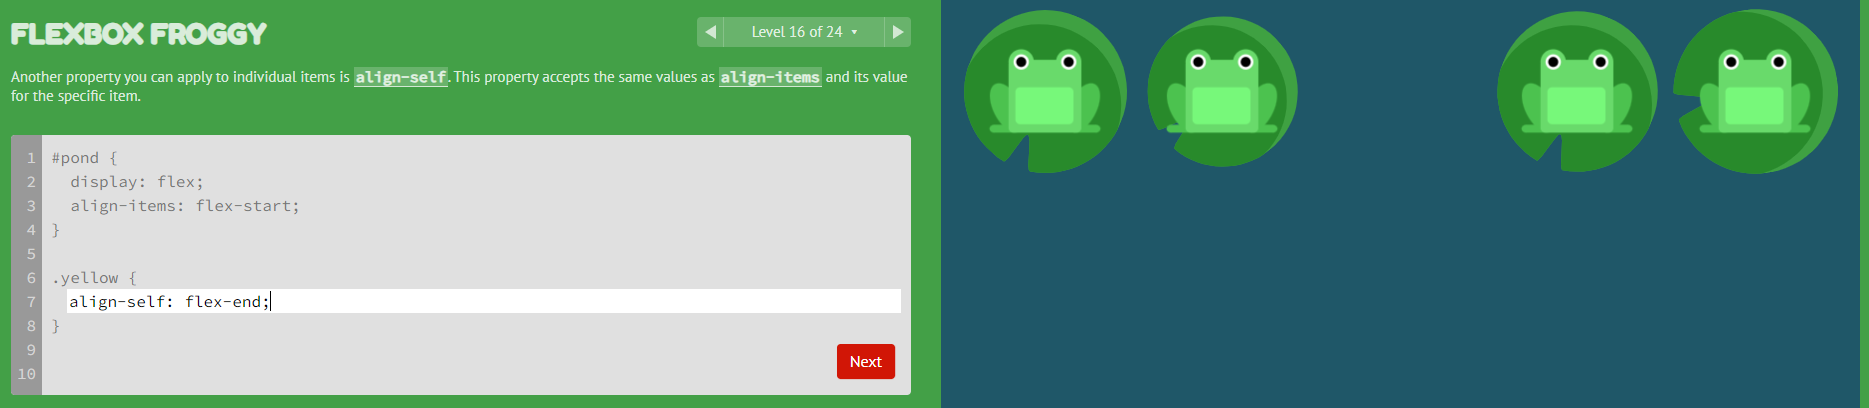 FLEXBOX FROGGY
◀ Level 16 of 24 ▾ ▶
Another property you can apply to individual items is align-self. This property accepts the same values as align-items and its value
for the specific item.
1 #pond {
2   display: flex;
3   align-items: flex-start;
4 }
5
6 .yellow {
7   align-self: flex-end;
8 }
9
10
Next